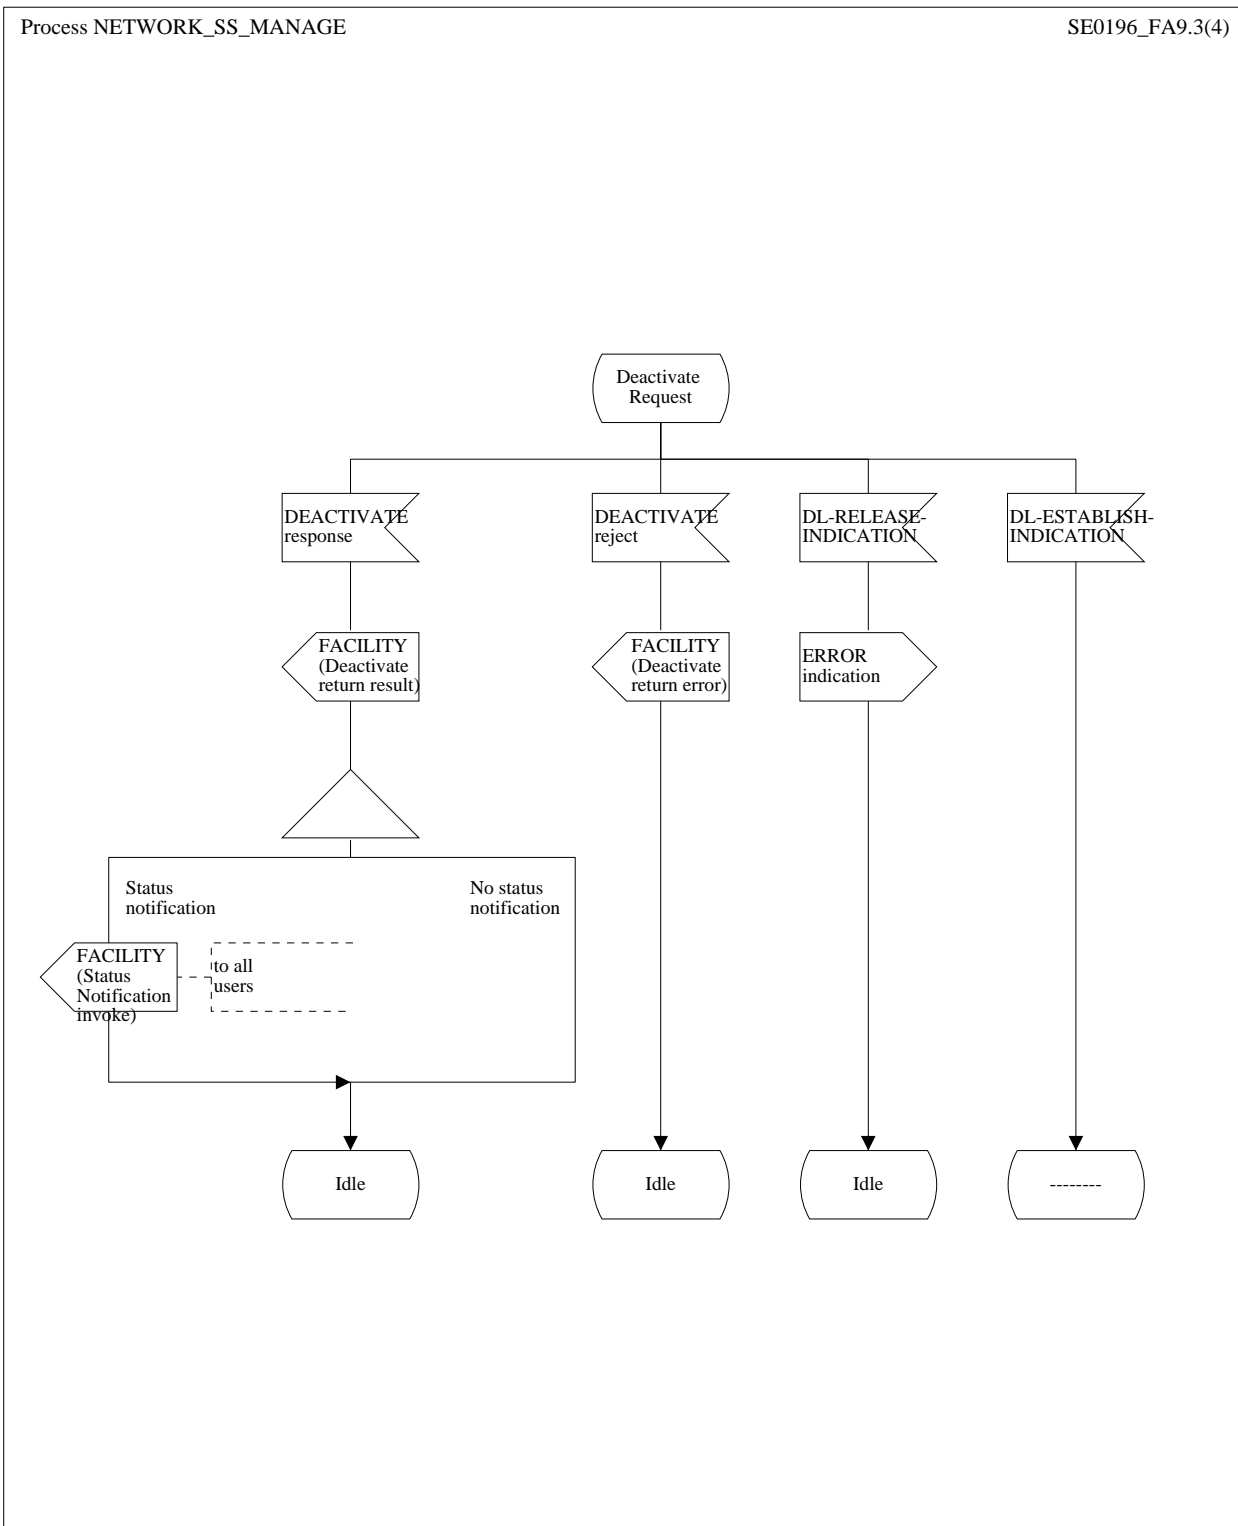 Process NETWORK_SS_MANAGE
SE0196_FA9.3(4)
Deactivate
Request
DEACTIVATE
response
DEACTIVATE
reject
DL-RELEASE-
INDICATION
DL-ESTABLISH-
INDICATION
FACILITY
(Deactivate
return result)
FACILITY
(Deactivate
return error)
ERROR
indication
Status
notification
No status
notification
FACILITY
(Status
Notification
invoke)
to all
users
Idle
Idle
Idle
--------